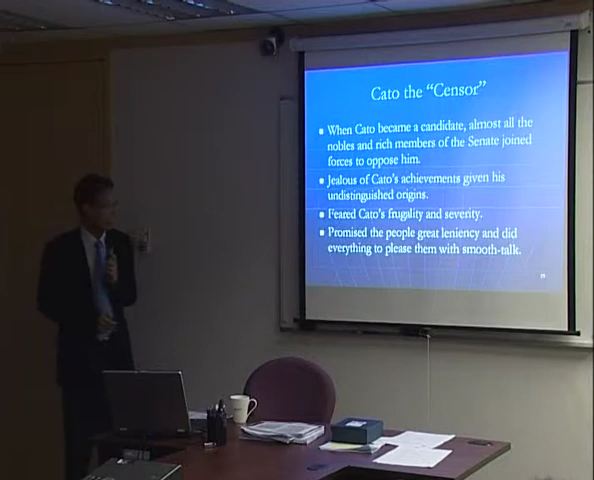 Cato the “Censor”
When Cato became a candidate, almost all the
nobles and rich members of the Senate joined
forces to oppose him.
Jealous of Cato’s achievements given his
undistinguished origins.
Feared Cato’s frugality and severity.
Promised the people great leniency and did
everything to please them with smooth-talk.